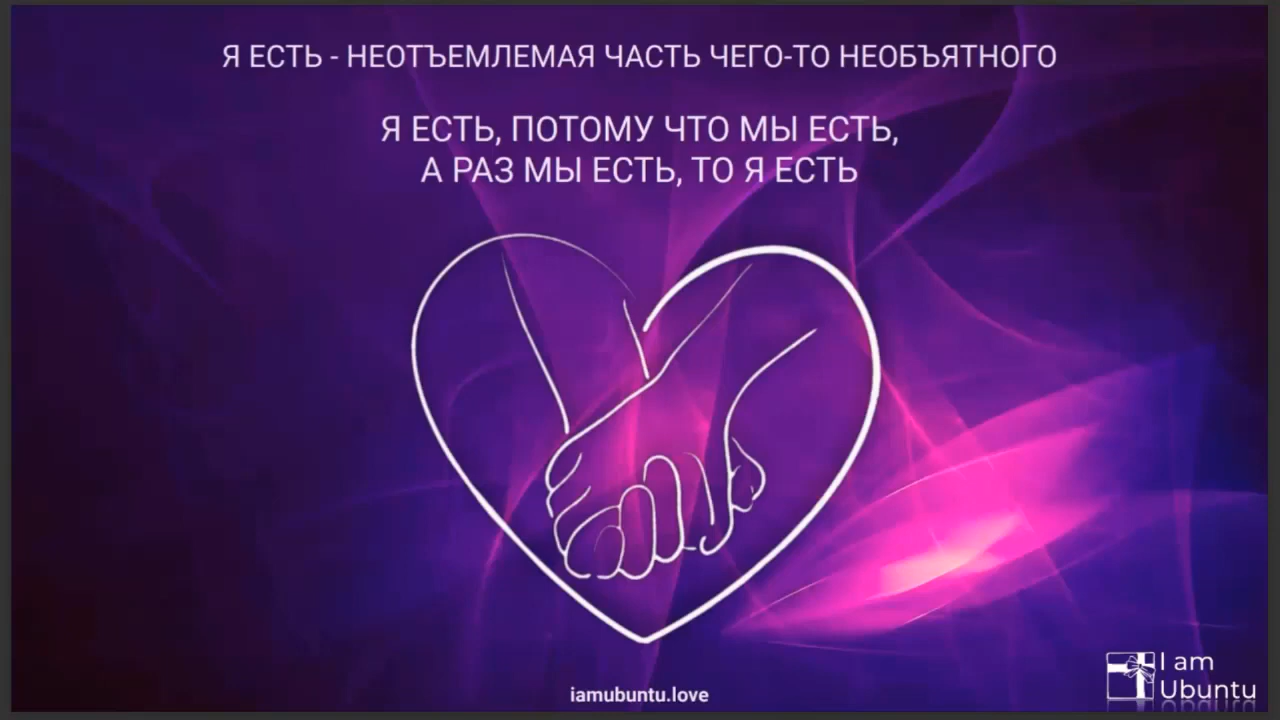 Я ЕСТЬ - НЕОТЪЕМЛЕМАЯ ЧАСТЬ ЧЕГО-ТО НЕОБЪЯТНОГО
Я ЕСТЬ, ПОТОМУ ЧТО МЫ ЕСТЬ,
А РАЗ МЫ ЕСТЬ, ТО Я ЕСТЬ
iamubuntu.love
I am
Ubuntu